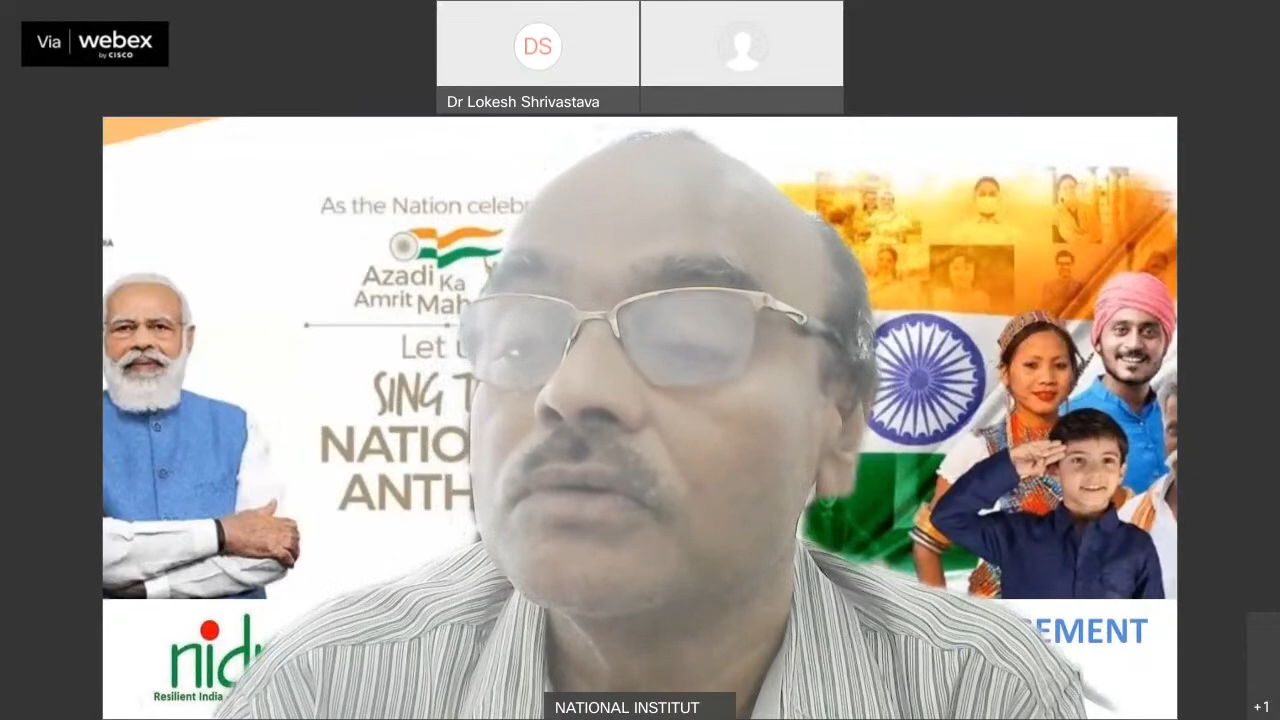 Via webex
by CISCO
DS
Dr Lokesh Shrivastava
As the Nation celebr
Azadi Ka
Amrit Mah
Let u
SING T
NATIO
ANTH
nid
Resilient India
EMENT
NATIONAL INSTITUT
+1